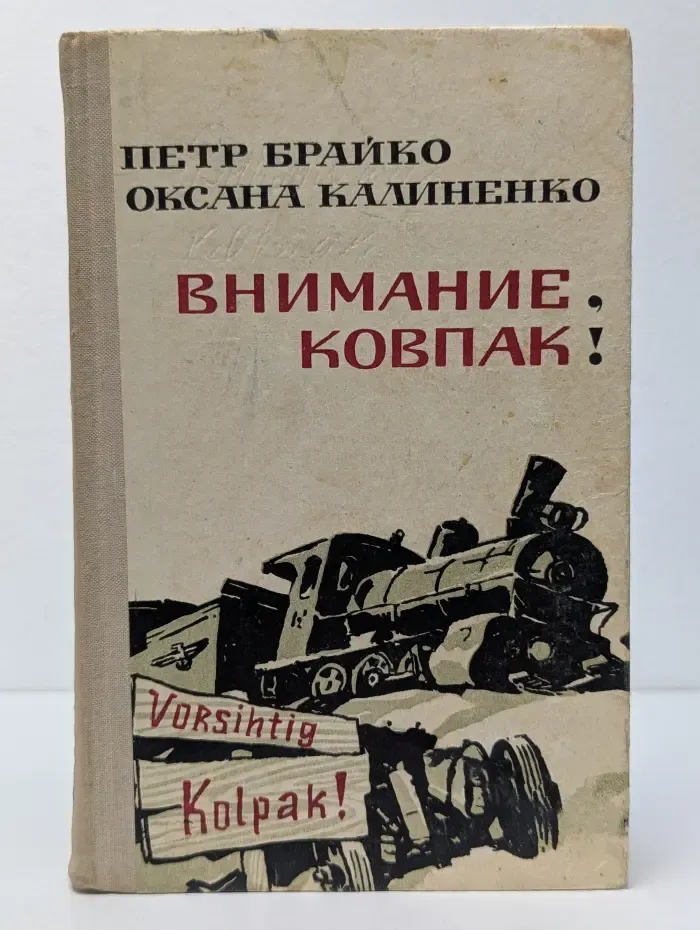 ПЕТР БРАЙКО
ОКСАНА КАЛИНЕНКО
ВНИМАНИЕ,
КОВПАК!
Vorsihtig
Kolpak!